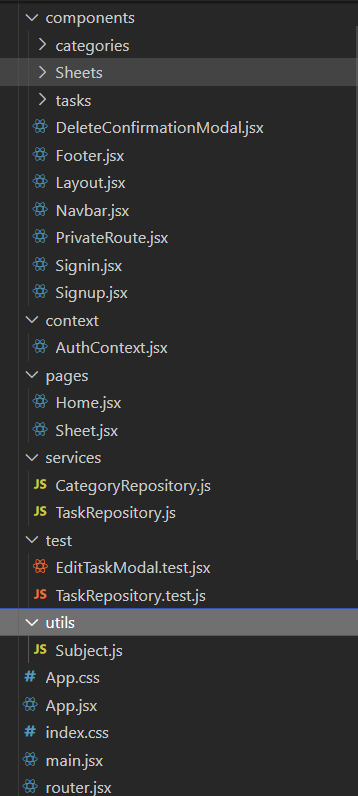 components
categories
Sheets
tasks
DeleteConfirmationModal.jsx
Footer.jsx
Layout.jsx
Navbar.jsx
PrivateRoute.jsx
Signin.jsx
Signup.jsx
context
AuthContext.jsx
pages
Home.jsx
Sheet.jsx
services
JS CategoryRepository.js
JS TaskRepository.js
test
EditTaskModal.test.jsx
JS TaskRepository.test.js
utils
JS Subject.js
# App.css
App.jsx
# index.css
main.jsx
router.jsx